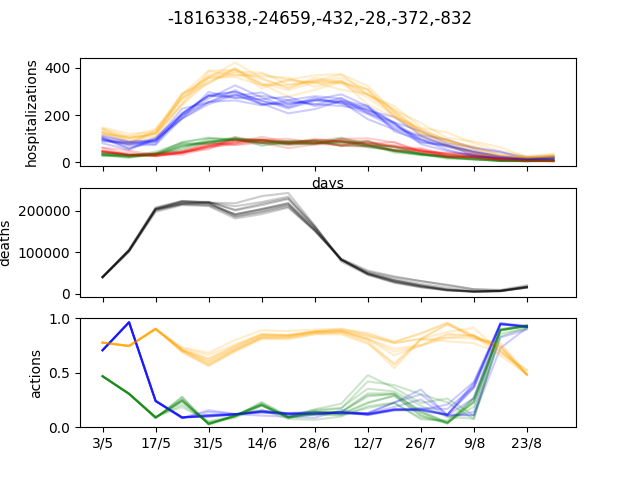 -1816338,-24659,-432,-28,-372,-832
hospitalizations
400
200
0
days
deaths
200000
100000
0
actions
1.0
0.5
0.0
3/5 17/5 31/5 14/6 28/6 12/7 26/7 9/8 23/8